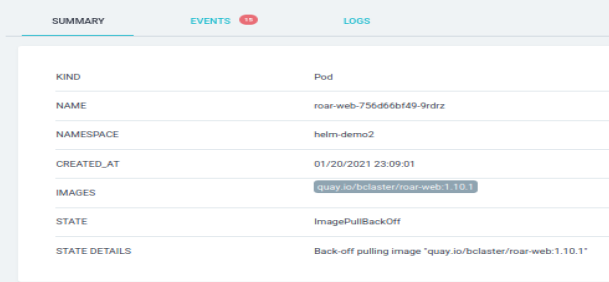 SUMMARY EVENTS LOGS
KIND Pod
NAME roar-web-756d66bf49-9rdrz
NAMESPACE helm-demo2
CREATED_AT 01/20/2021 23:09:01
IMAGES quay.io/bclaster/roar-web:1.10.1
STATE ImagePullBackOff
STATE DETAILS Back-off pulling image "quay.io/bclaster/roar-web:1.10.1"